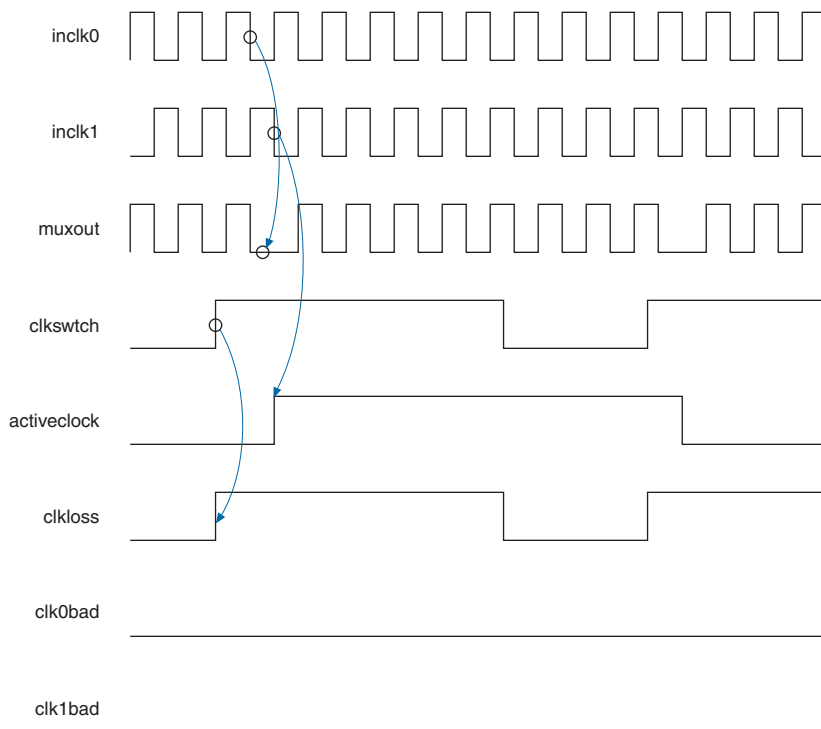 inclk0
inclk1
muxout
clkswtch
activeclock
clkloss
clk0bad
clk1bad